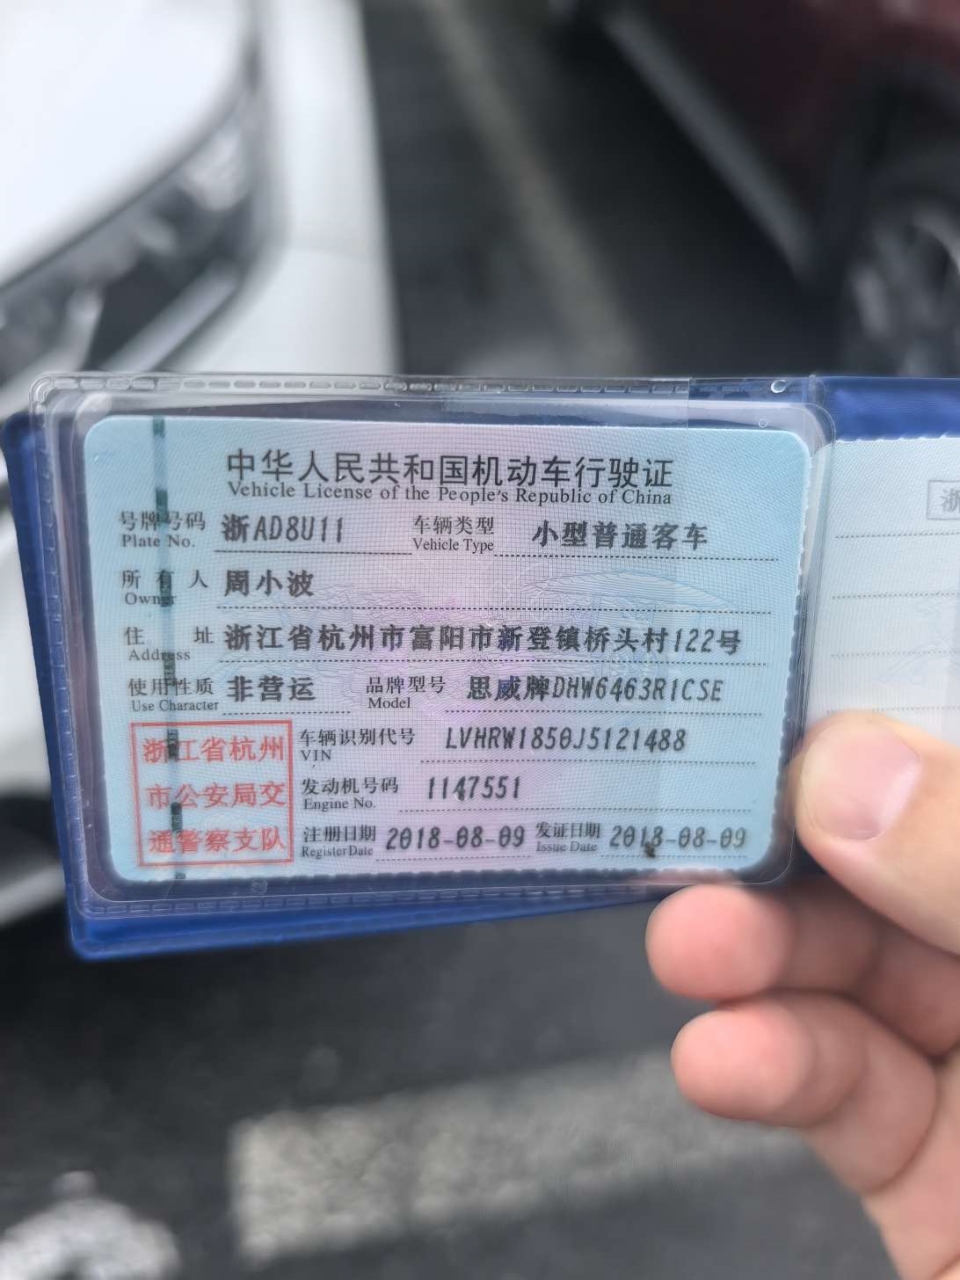 中华人民共和国机动车行驶证
Vehicle License of the People's Republic of China
号牌号码 浙AD8U11 车辆类型 小型普通客车
Plate No. Vehicle Type
所有人 周小波
Owner
住址 浙江省杭州市富阳市新登镇桥头村122号
Address
使用性质 非营运 品牌型号 思威牌DHW6463R1CSE
Use Character Model
浙江省杭州市公安局交通警察支队
车辆识别代号 LVHRW1850J5121488
VIN
发动机号码 1147551
Engine No.
注册日期 2018-08-09 发证日期 2018-08-09
Register Date Issue Date
浙